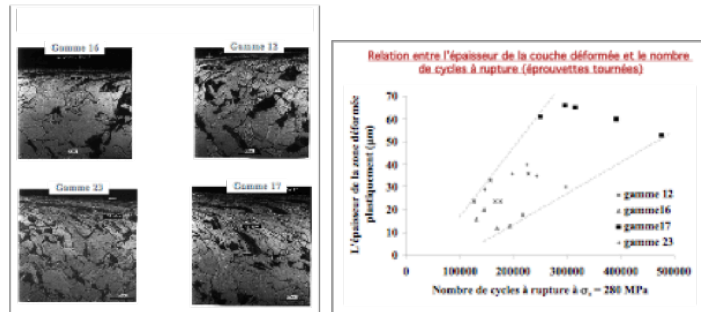 Gamme 16
Gamme 12
Gamme 23
Gamme 17
Relation entre l'épaisseur de la couche déformée et le nombre
de cycles à rupture (éprouvettes tournées)
L'épaisseur de la zone déformée
plastiquement (µm)
70
60
50
40
30
20
10
0
gamme 12
gamme16
gamme17
gamme 23
0
100000
200000
300000
400000
500000
Nombre de cycles à rupture à σₐ = 280 MPa